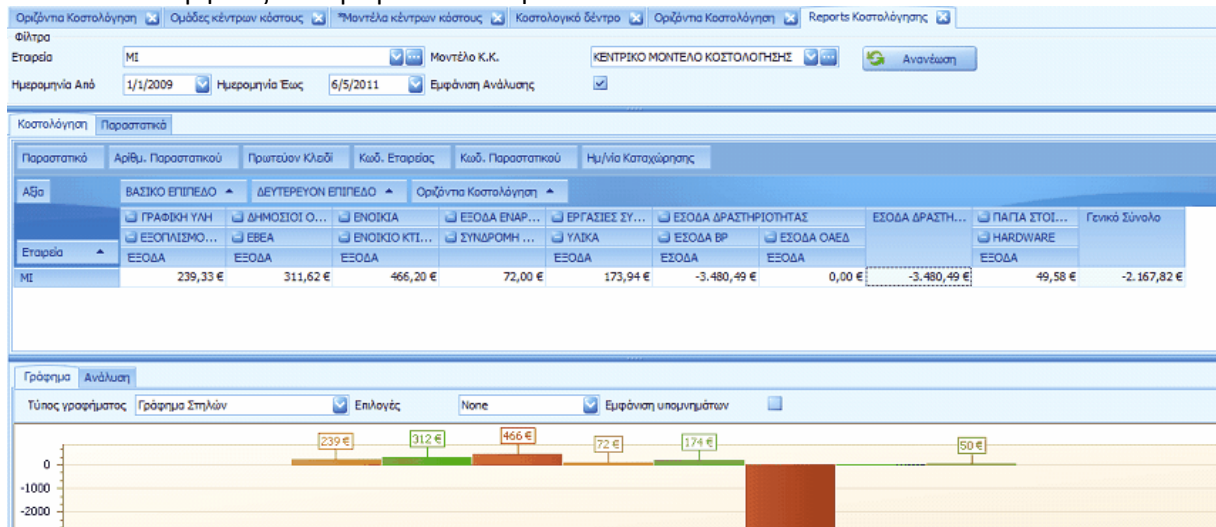 Οριζόντια Κοστολόγηση Ομάδες κέντρων κόστους *Μοντέλα κέντρων κόστους Κοστολογικό δέντρο Οριζόντια Κοστολόγηση Reports Κοστολόγησης
Φίλτρα
Εταιρεία MI Μοντέλο Κ.Κ. ΚΕΝΤΡΙΚΟ ΜΟΝΤΕΛΟ ΚΟΣΤΟΛΟΓΗΣΗΣ Ανανέωση
Ημερομηνία Από 1/1/2009 Ημερομηνία Έως 6/5/2011 Εμφάνιση Ανάλυσης
Κοστολόγηση Παραστατικά
Παραστατικό Αρίθμ. Παραστατικού Πρωτεύον Κλειδί Κωδ. Εταιρείας Κωδ. Παραστατικού Ημ/νία Καταχώρησης
Αξία ΒΑΣΙΚΟ ΕΠΙΠΕΔΟ ΔΕΥΤΕΡΕΥΟΝ ΕΠΙΠΕΔΟ Οριζόντια Κοστολόγηση
ΓΡΑΦΙΚΗ ΥΛΗ ΔΗΜΟΣΙΟΙ Ο... ΕΝΟΙΚΙΑ ΕΞΟΔΑ ΕΝΑΡ... ΕΡΓΑΣΙΕΣ ΣΥ... ΕΣΟΔΑ ΔΡΑΣΤΗΡΙΟΤΗΤΑΣ ΕΣΟΔΑ ΔΡΑΣΤΗ... ΠΑΓΙΑ ΣΤΟΙ... Γενικό Σύνολο
ΕΞΟΠΛΙΣΜΟ... ΕΒΕΑ ΕΝΟΙΚΙΟ ΚΤΙ... ΣΥΝΔΡΟΜΗ ... ΥΛΙΚΑ ΕΣΟΔΑ ΒΡ ΕΣΟΔΑ ΟΑΕΔ HARDWARE
Εταιρεία ΕΞΟΔΑ ΕΞΟΔΑ ΕΞΟΔΑ ΕΞΟΔΑ ΕΣΟΔΑ ΕΞΟΔΑ ΕΞΟΔΑ
MI 239,33 € 311,62 € 466,20 € 72,00 € 173,94 € -3.480,49 € 0,00 € -3.480,49 € 49,58 € -2.167,82 €
Γράφημα Ανάλυση
Τύπος γραφήματος Γράφημα Στηλών Επιλογές None Εμφάνιση υπομνημάτων
239 € 312 € 466 € 72 € 174 € 50 €
0
-1000
-2000